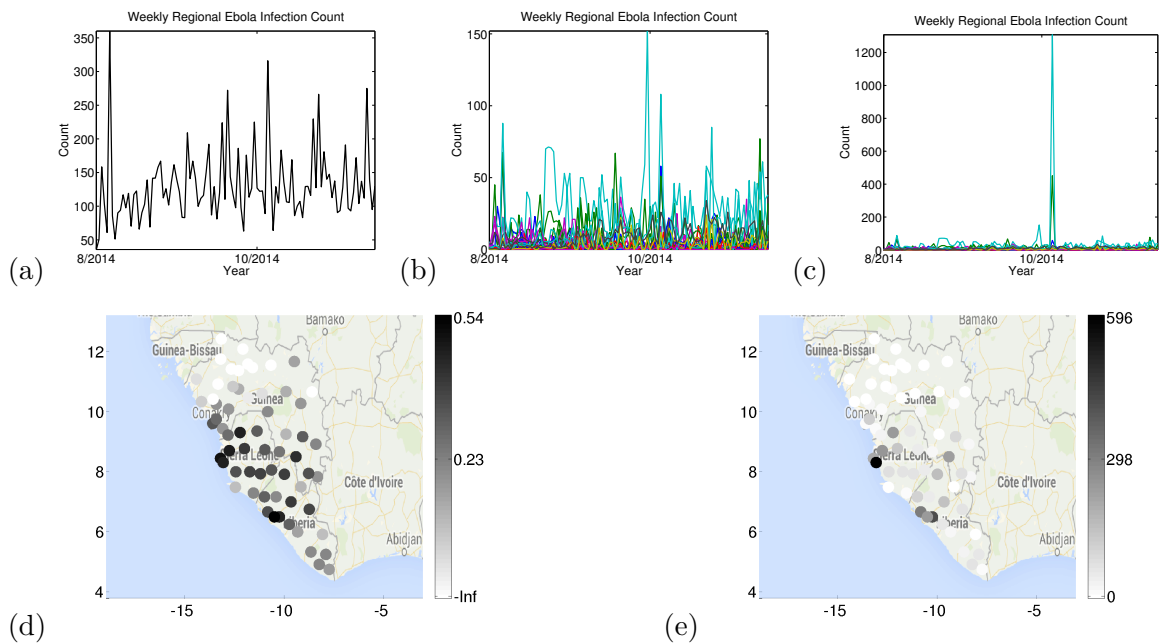 Weekly Regional Ebola Infection Count
350
300
250
200
150
100
50
Count
8/2014
10/2014
Year
(a)
Weekly Regional Ebola Infection Count
150
100
50
0
Count
8/2014
10/2014
Year
(b)
Weekly Regional Ebola Infection Count
1200
1000
800
600
400
200
0
Count
8/2014
10/2014
Year
(c)
12
10
8
6
4
-15
-10
-5
Bamako
Guinea-Bissau
Guinea
Côte d'Ivoire
Abidjan
0.54
0.23
-Inf
(d)
12
10
8
6
4
-15
-10
-5
Bamako
Guinea-Bissau
Guinea
Côte d'Ivoire
Abidjan
596
298
0
(e)